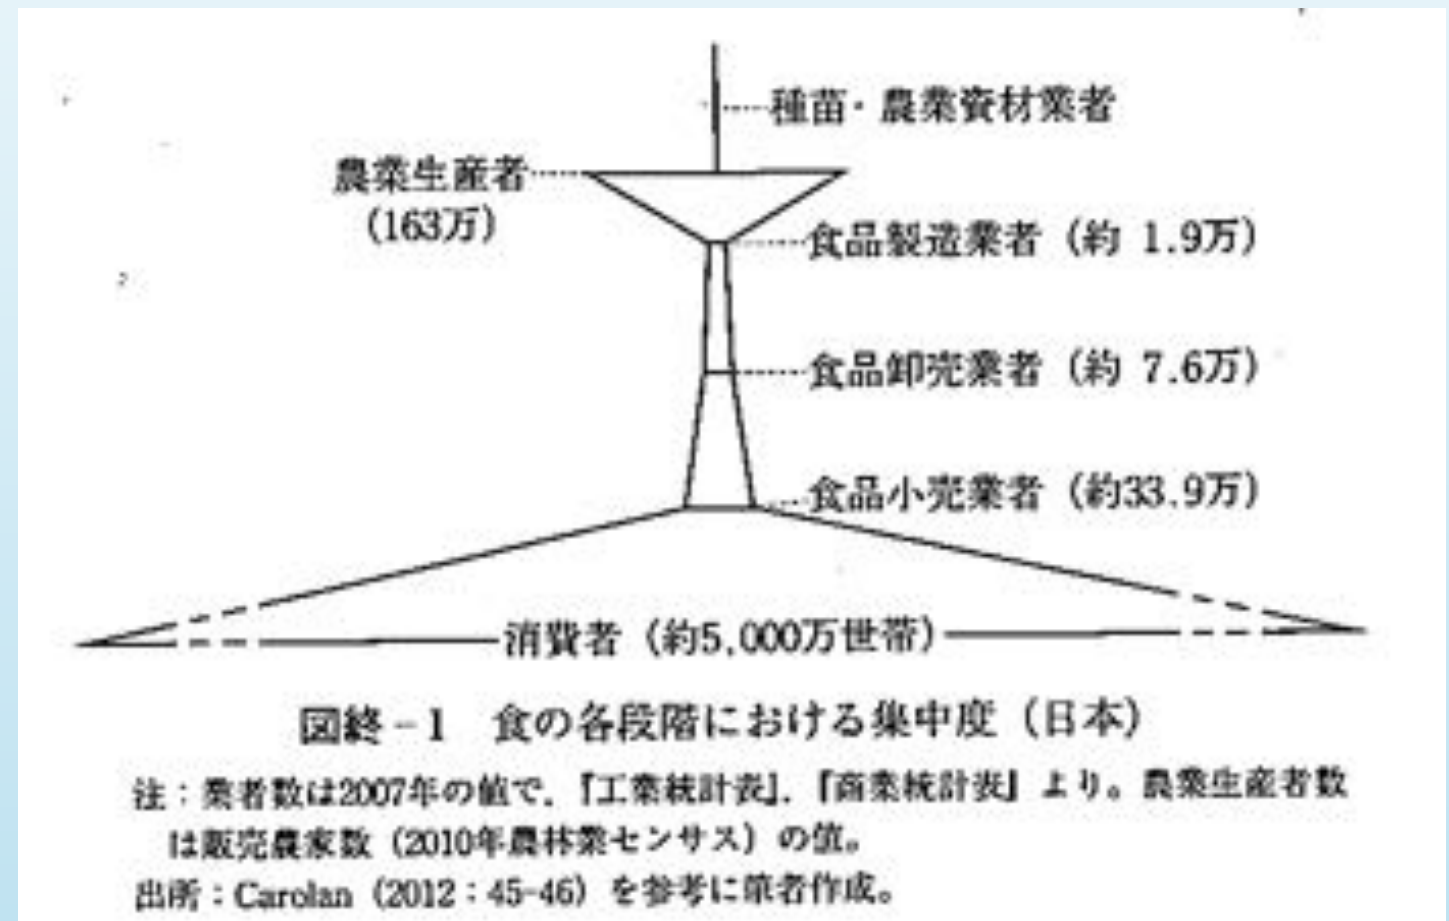 種苗・農業資材業者
農業生産者
(163万)
食品製造業者（約 1.9万）
食品卸売業者（約 7.6万）
食品小売業者（約33.9万）
消費者（約5,000万世帯）
図終－1　食の各段階における集中度（日本）
注：業者数は2007年の値で，『工業統計表』，『商業統計表』より。農業生産者数
は販売農家数（2010年農林業センサス）の値。
出所：Carolan（2012：45-46）を参考に筆者作成。